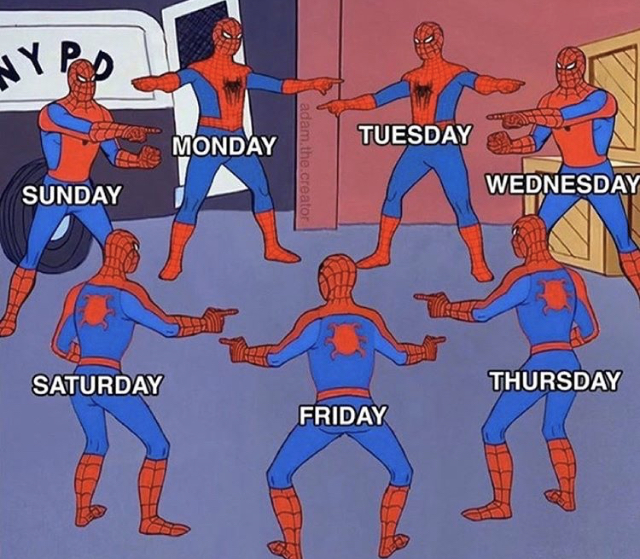 NYPD
MONDAY
TUESDAY
SUNDAY
WEDNESDAY
adam.the.creator
SATURDAY
THURSDAY
FRIDAY